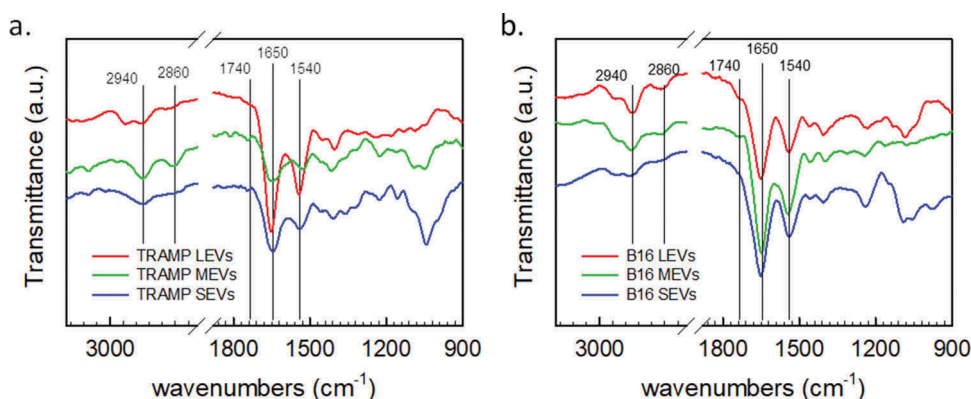 a.
1650
1740
1540
2940
2860
Transmittance (a.u.)
TRAMP LEVs
TRAMP MEVs
TRAMP SEVs
3000
1800
1500
1200
900
wavenumbers (cm⁻¹)
b.
1650
1740
1540
2940
2860
Transmittance (a.u.)
B16 LEVs
B16 MEVs
B16 SEVs
3000
1800
1500
1200
900
wavenumbers (cm⁻¹)